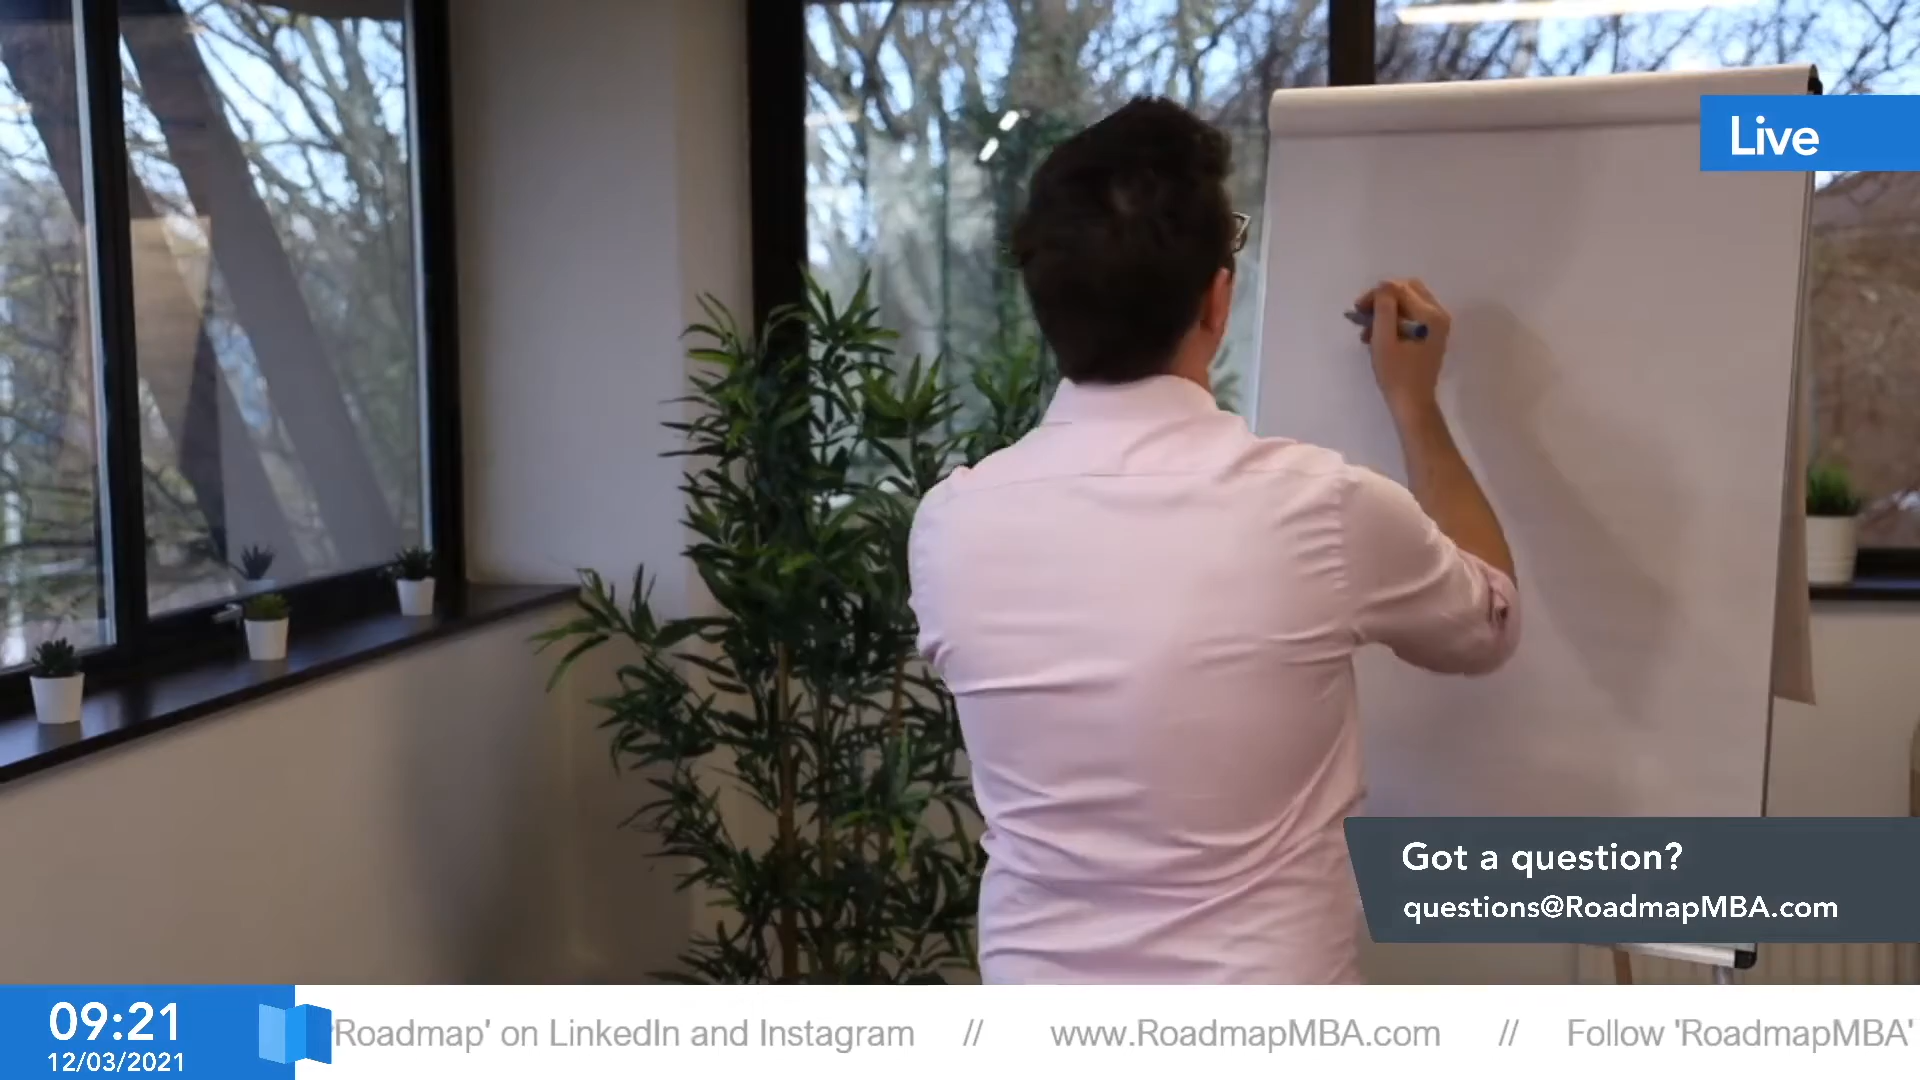 Live
Got a question?
questions@RoadmapMBA.com
09:21
12/03/2021
Roadmap' on LinkedIn and Instagram // www.RoadmapMBA.com // Follow 'RoadmapMBA'